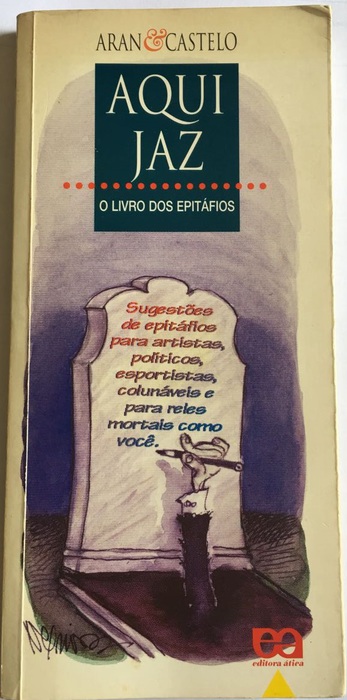 ARAN & CASTELO
AQUI
JAZ
O LIVRO DOS EPITÁFIOS
Sugestões
de epitáfios
para artistas,
políticos,
esportistas,
colunáveis e
para reles
mortais como
você.
editora ática